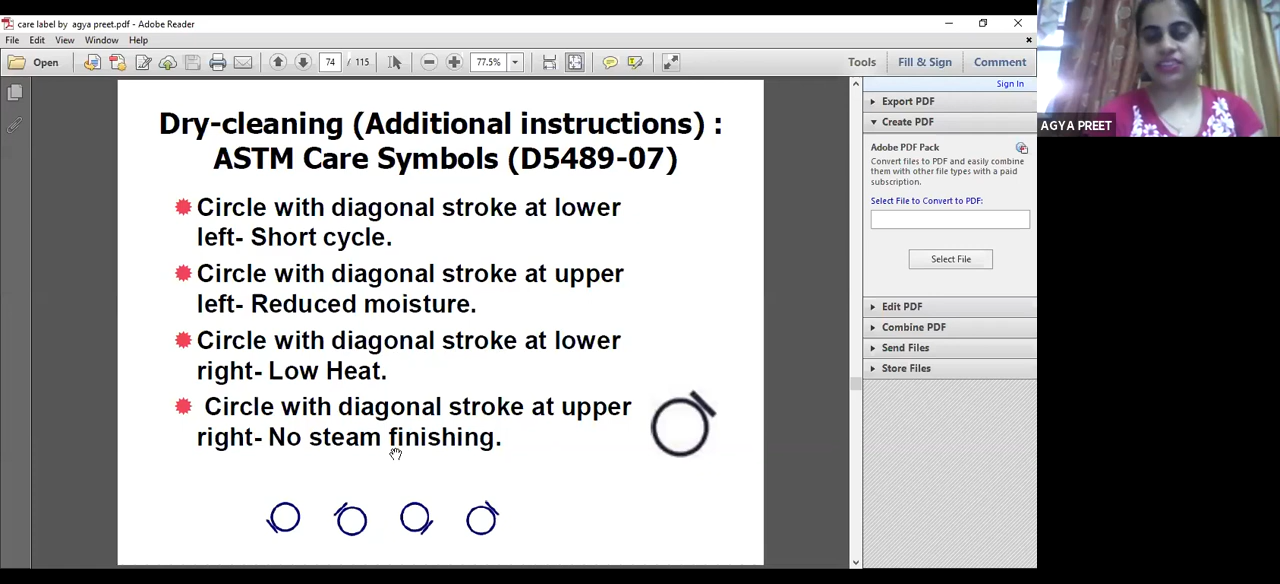 care label by agya preet.pdf - Adobe Reader
File Edit View Window Help
Open 74 / 115 77.5% Tools Fill & Sign Comment
Sign In
Export PDF
Create PDF
Adobe PDF Pack
Convert files to PDF and easily combine
them with other file types with a paid
subscription.
Select File to Convert to PDF:
Select File
Edit PDF
Combine PDF
Send Files
Store Files
Dry-cleaning (Additional instructions) :
ASTM Care Symbols (D5489-07)
Circle with diagonal stroke at lower
left- Short cycle.
Circle with diagonal stroke at upper
left- Reduced moisture.
Circle with diagonal stroke at lower
right- Low Heat.
Circle with diagonal stroke at upper
right- No steam finishing.
AGYA PREET